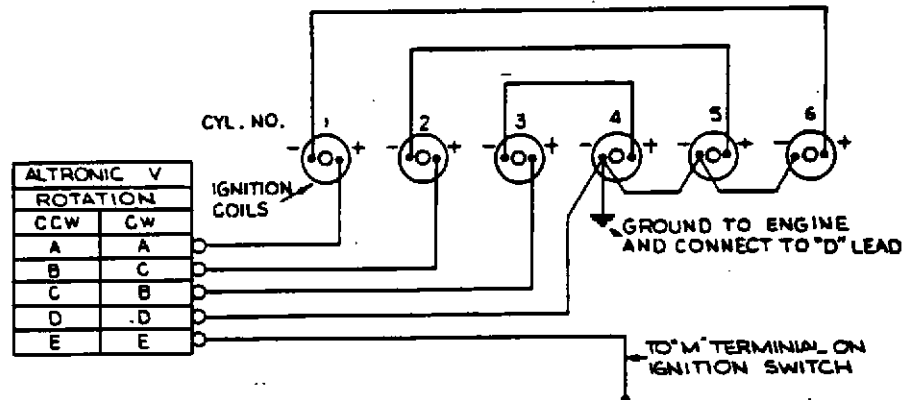 CYL. NO. 1 2 3 4 5 6
- + - + - + - + - + - +
ALTRONIC V
ROTATION
CCW CW
A A
B C
C B
D .D
E E
IGNITION
COILS
GROUND TO ENGINE
AND CONNECT TO "D" LEAD
TO "M" TERMINIAL ON
IGNITION SWITCH